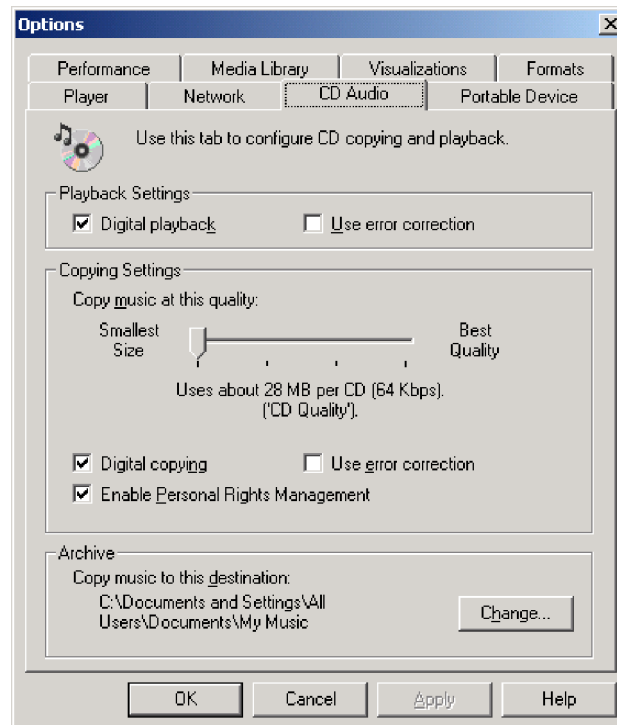 Options
Performance Media Library Visualizations Formats
Player Network CD Audio Portable Device
Use this tab to configure CD copying and playback.
Playback Settings
Digital playback Use error correction
Copying Settings
Copy music at this quality:
Smallest Size Best Quality
Uses about 28 MB per CD (64 Kbps).
('CD Quality').
Digital copying Use error correction
Enable Personal Rights Management
Archive
Copy music to this destination:
C:\Documents and Settings\All
Users\Documents\My Music
Change...
OK Cancel Apply Help